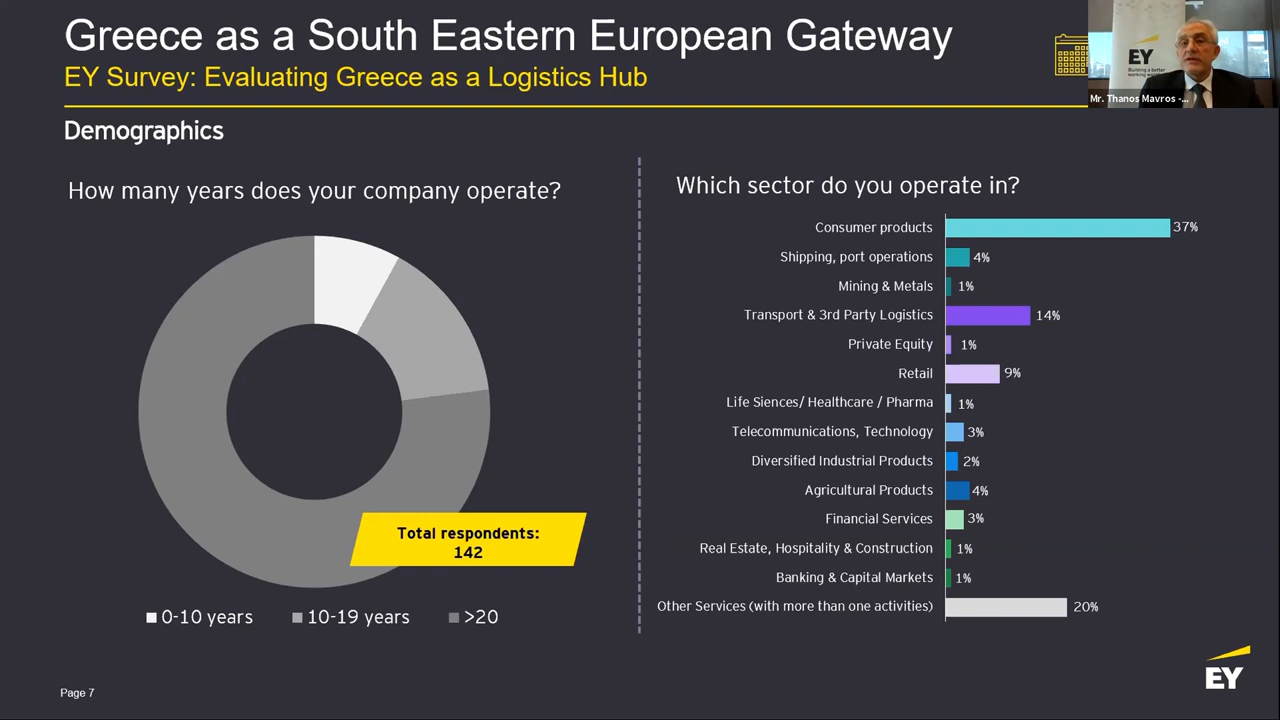 Greece as a South Eastern European Gateway
EY Survey: Evaluating Greece as a Logistics Hub
EY
Building a better
Mr. Thanos Mavros -...
Demographics
How many years does your company operate?
Total respondents:
142
0-10 years
10-19 years
>20
Which sector do you operate in?
Consumer products 37%
Shipping, port operations 4%
Mining & Metals 1%
Transport & 3rd Party Logistics 14%
Private Equity 1%
Retail 9%
Life Siences/ Healthcare / Pharma 1%
Telecommunications, Technology 3%
Diversified Industrial Products 2%
Agricultural Products 4%
Financial Services 3%
Real Estate, Hospitality & Construction 1%
Banking & Capital Markets 1%
Other Services (with more than one activities) 20%
Page 7
EY